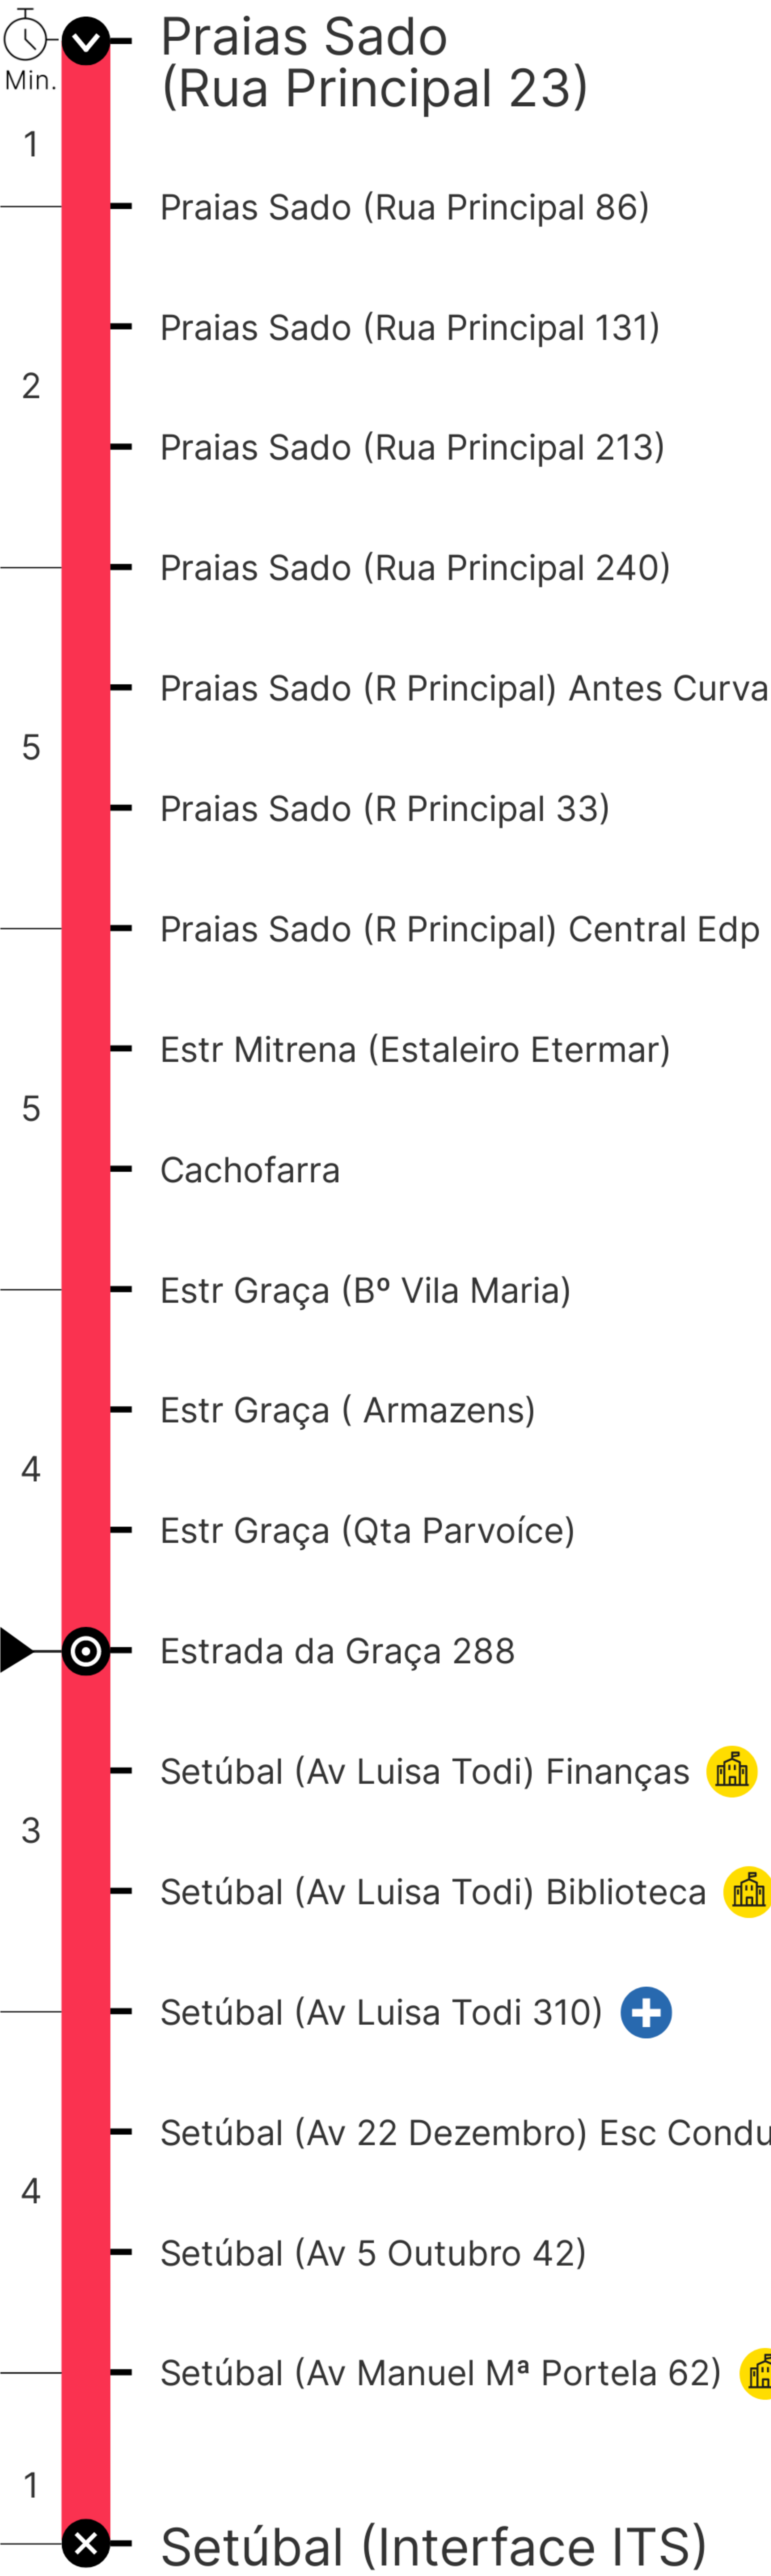 Praias Sado
(Rua Principal 23)
Min.
1
Praias Sado (Rua Principal 86)
Praias Sado (Rua Principal 131)
2
Praias Sado (Rua Principal 213)
Praias Sado (Rua Principal 240)
Praias Sado (R Principal) Antes Curva
5
Praias Sado (R Principal 33)
Praias Sado (R Principal) Central Edp
Estr Mitrena (Estaleiro Etermar)
5
Cachofarra
Estr Graça (Bº Vila Maria)
Estr Graça ( Armazens)
4
Estr Graça (Qta Parvoíce)
Estrada da Graça 288
Setúbal (Av Luisa Todi) Finanças
3
Setúbal (Av Luisa Todi) Biblioteca
Setúbal (Av Luisa Todi 310)
Setúbal (Av 22 Dezembro) Esc Condu
4
Setúbal (Av 5 Outubro 42)
Setúbal (Av Manuel Mª Portela 62)
1
Setúbal (Interface ITS)